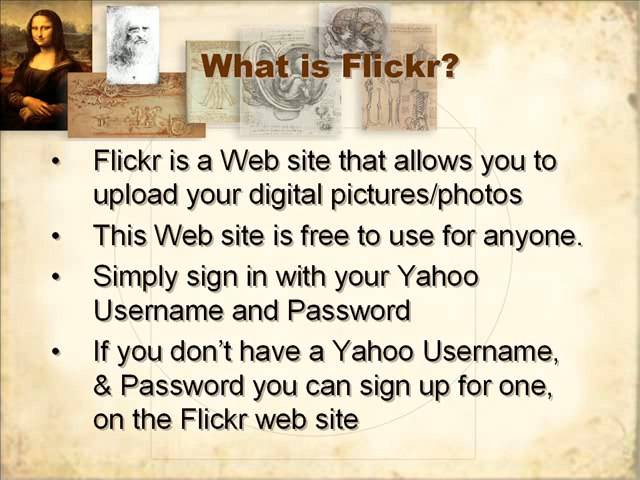 What is Flickr?
• Flickr is a Web site that allows you to
upload your digital pictures/photos
• This Web site is free to use for anyone.
• Simply sign in with your Yahoo
Username and Password
• If you don’t have a Yahoo Username,
& Password you can sign up for one,
on the Flickr web site